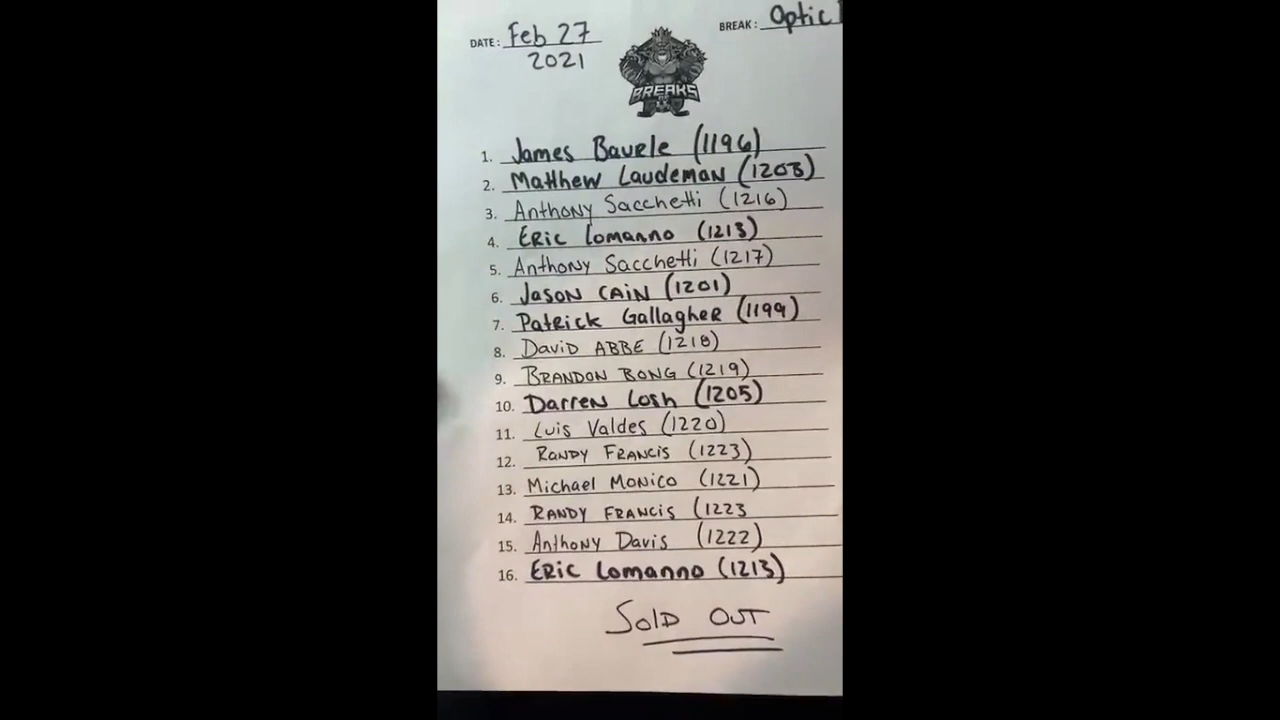 DATE: Feb 27 BREAK: Optic
2021
BREAKS
1. James Bauele (1196)
2. Matthew Laudeman (1203)
3. Anthony Sacchetti (1216)
4. Eric Lomanno (1213)
5. Anthony Sacchetti (1217)
6. Jason CAIN (1201)
7. Patrick Gallagher (1199)
8. David ABBE (1218)
9. BRANDON BONG (1219)
10. Darren Losh (1205)
11. Luis Valdes (1220)
12. RANDY FRANCIS (1223)
13. Michael MONICO (1221)
14. RANDY FRANCIS (1223
15. Anthony Davis (1222)
16. ERic Lomanno (1213)
SOLD OUT